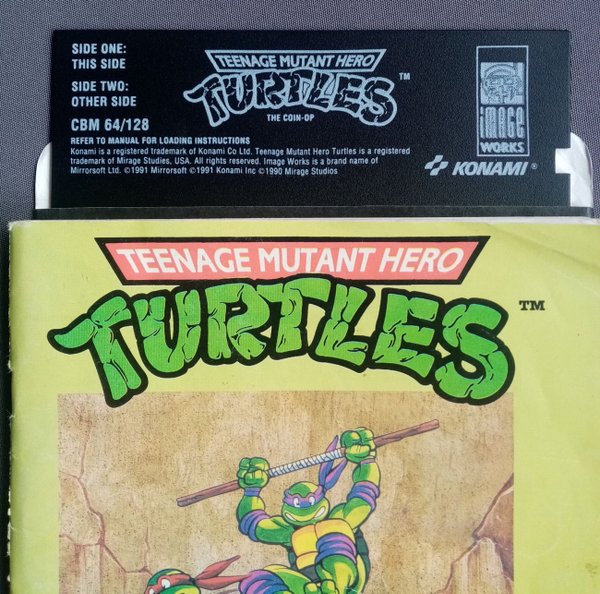 SIDE ONE:
THIS SIDE
SIDE TWO:
OTHER SIDE
CBM 64/128
TEENAGE MUTANT HERO
TURTLES ™
THE COIN-OP
REFER TO MANUAL FOR LOADING INSTRUCTIONS
Konami is a registered trademark of Konami Co Ltd. Teenage Mutant Hero Turtles is a registered
trademark of Mirage Studies, USA. All rights reserved. Image Works is a brand name of
Mirrorsoft Ltd. ©1991 Mirrorsoft ©1991 Konami Inc ©1990 Mirage Studios
image
WORKS
KONAMI ®
TEENAGE MUTANT HERO
TURTLES ™